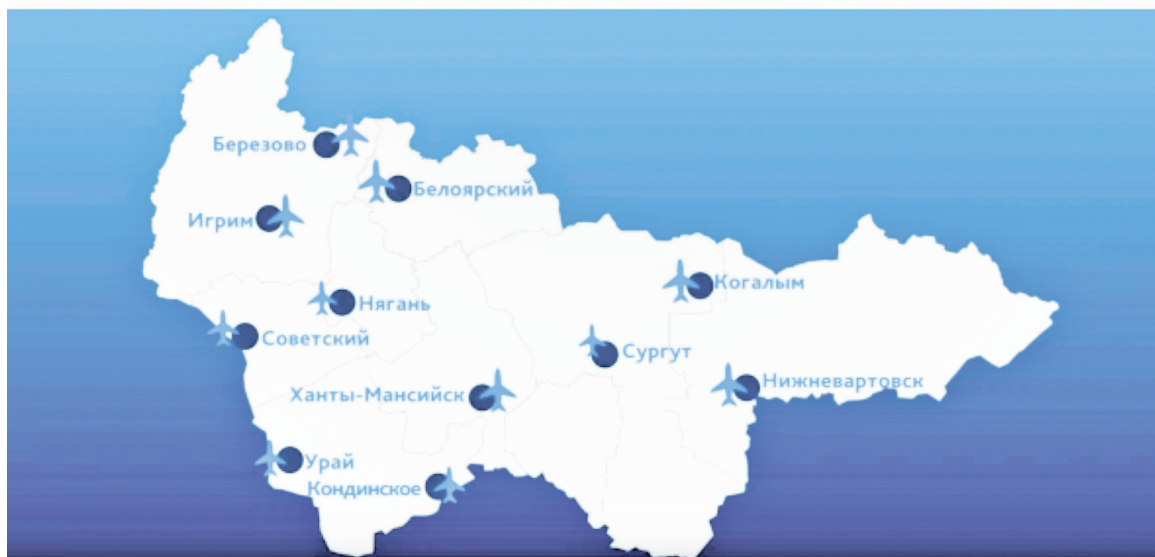 Березово
Белоярский
Игрим
Когалым
Нягань
Советский
Сургут
Нижневартовск
Ханты-Мансийск
Урай
Кондинское